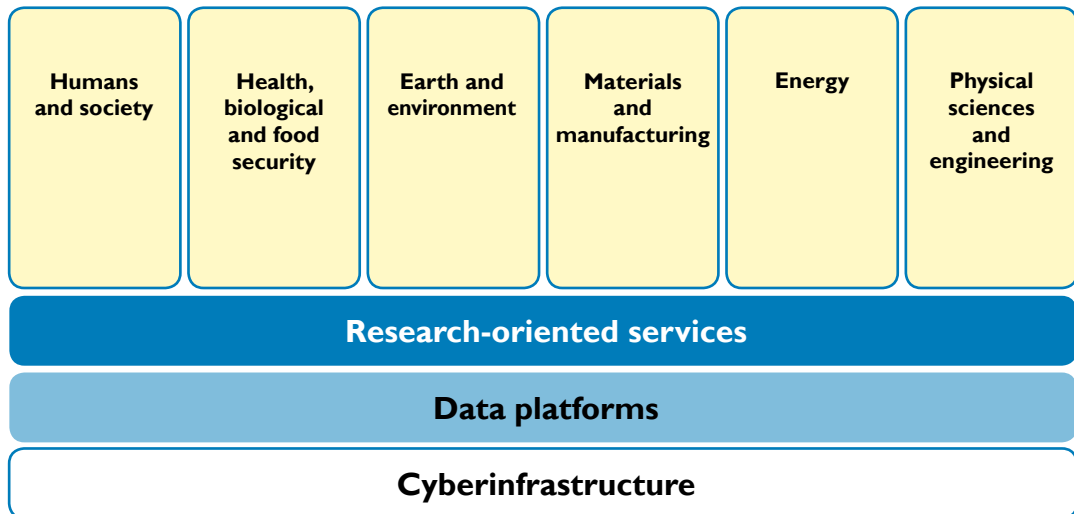 Humans
and society
Health,
biological
and food
security
Earth and
environment
Materials
and
manufacturing
Energy
Physical
sciences
and
engineering
Research-oriented services
Data platforms
Cyberinfrastructure